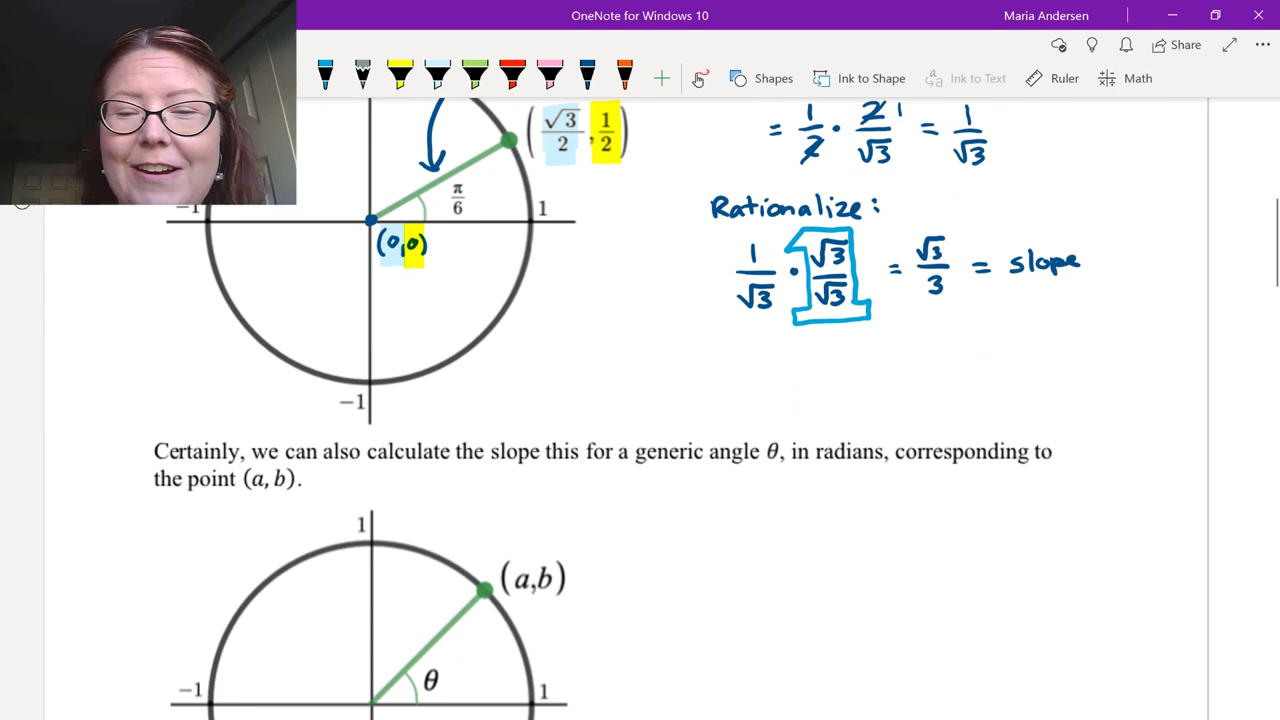 OneNote for Windows 10
Maria Andersen
Share
Shapes
Ink to Shape
Ink to Text
Ruler
Math
(√3/2, 1/2)
π/6
−1
1
(0,0)
−1
= 1/2 · 2/√3 1 = 1/√3
Rationalize:
1/√3 · √3/√3 = √3/3 = slope
Certainly, we can also calculate the slope this for a generic angle θ, in radians, corresponding to
the point (a, b).
1
(a,b)
θ
−1
1